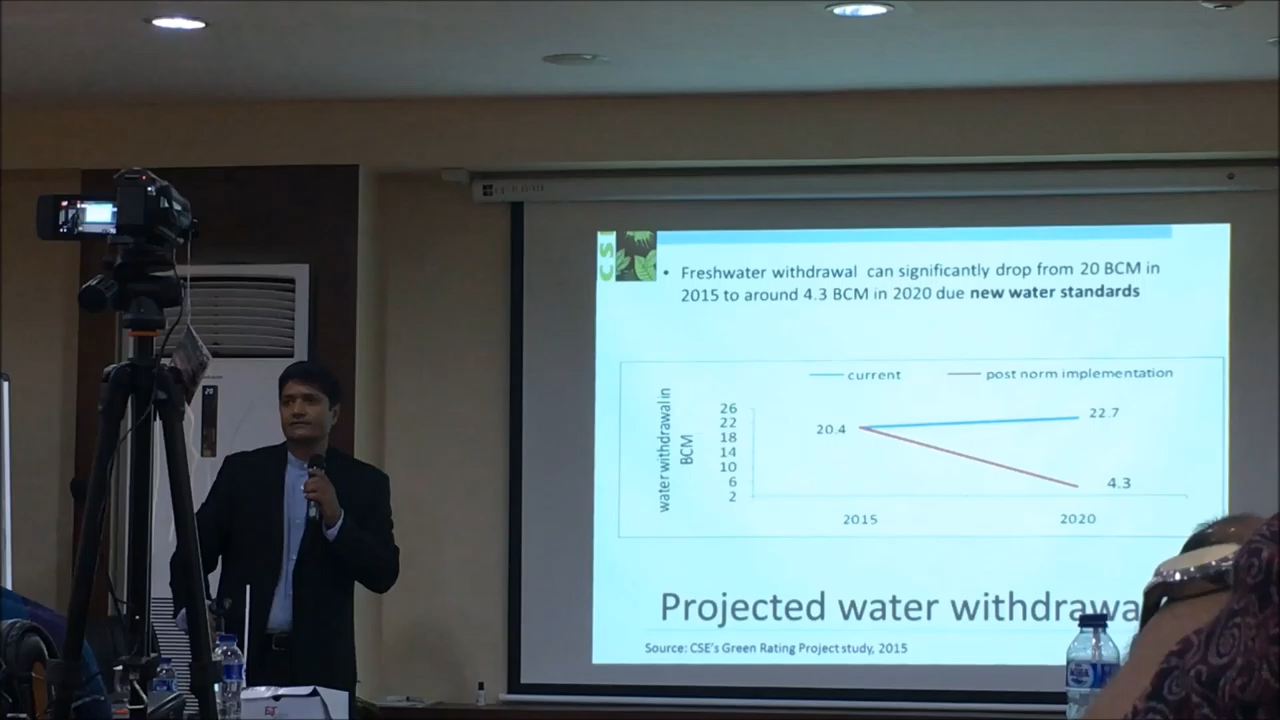 CSE
• Freshwater withdrawal can significantly drop from 20 BCM in
2015 to around 4.3 BCM in 2020 due new water standards
current
post norm implementation
water withdrawal in
BCM
26
22
18
14
10
6
2
20.4
22.7
4.3
2015
2020
Projected water withdrawa
Source: CSE's Green Rating Project study, 2015